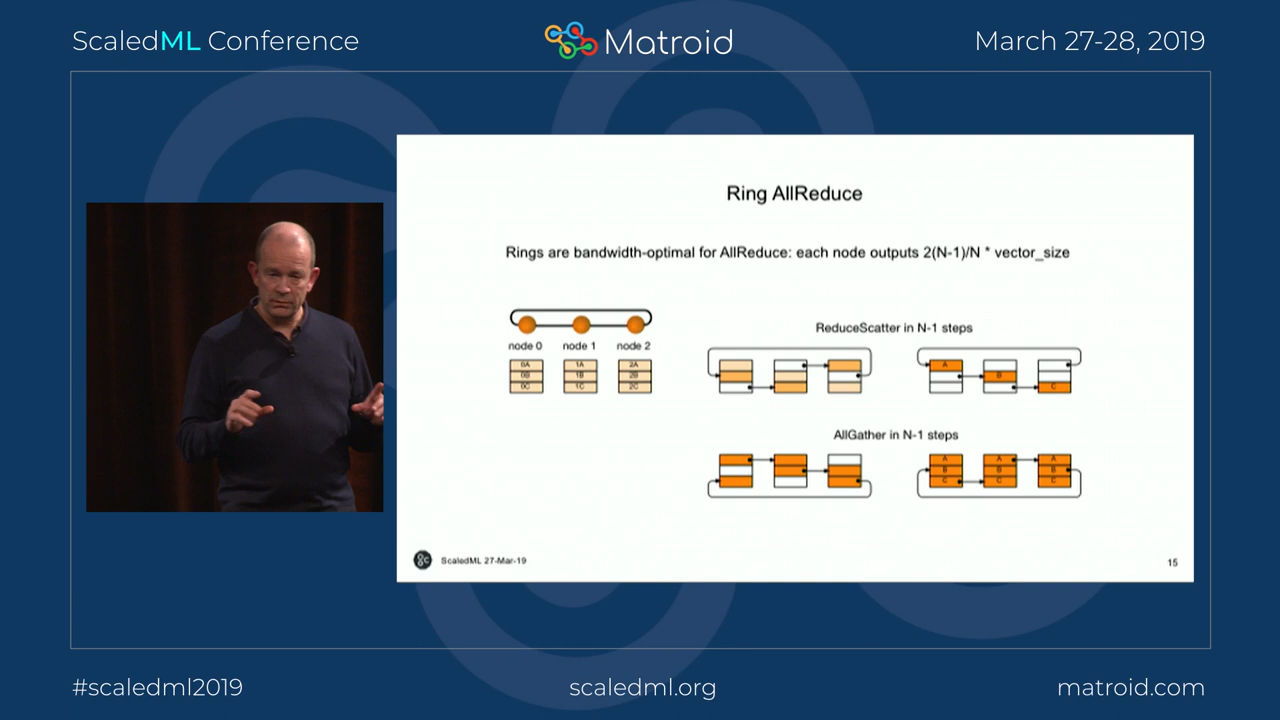 ScaledML Conference
Matroid
March 27-28, 2019
Ring AllReduce
Rings are bandwidth-optimal for AllReduce: each node outputs 2(N-1)/N * vector_size
node 0 node 1 node 2
0A 1A 2A
0B 1B 2B
0C 1C 2C
ReduceScatter in N-1 steps
A
B
C
AllGather in N-1 steps
A A A
B B B
C C C
ScaledML 27-Mar-19
15
#scaledml2019
scaledml.org
matroid.com